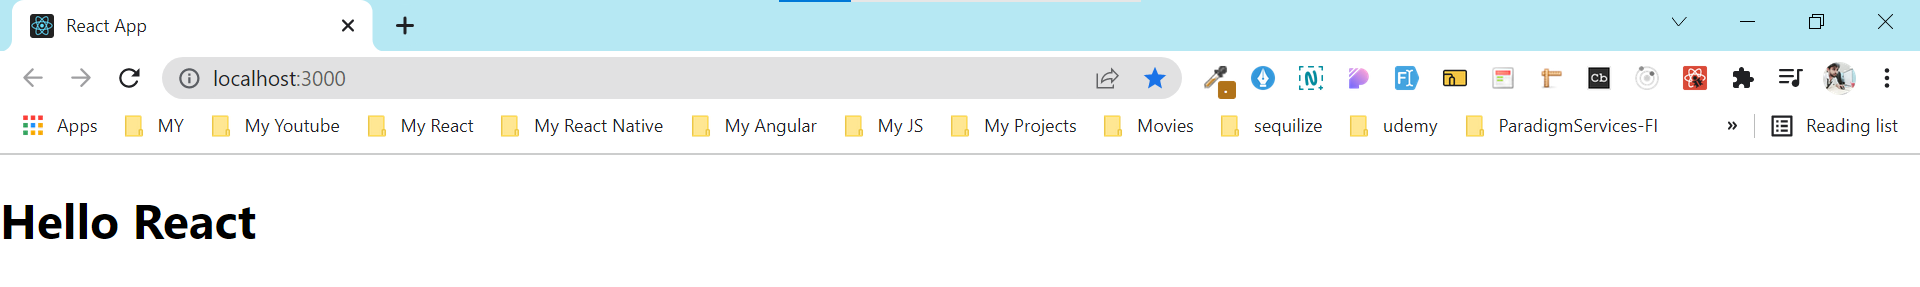 React App
localhost:3000
Apps MY My Youtube My React My React Native My Angular My JS My Projects Movies sequilize udemy ParadigmServices-FI » Reading list
Hello React